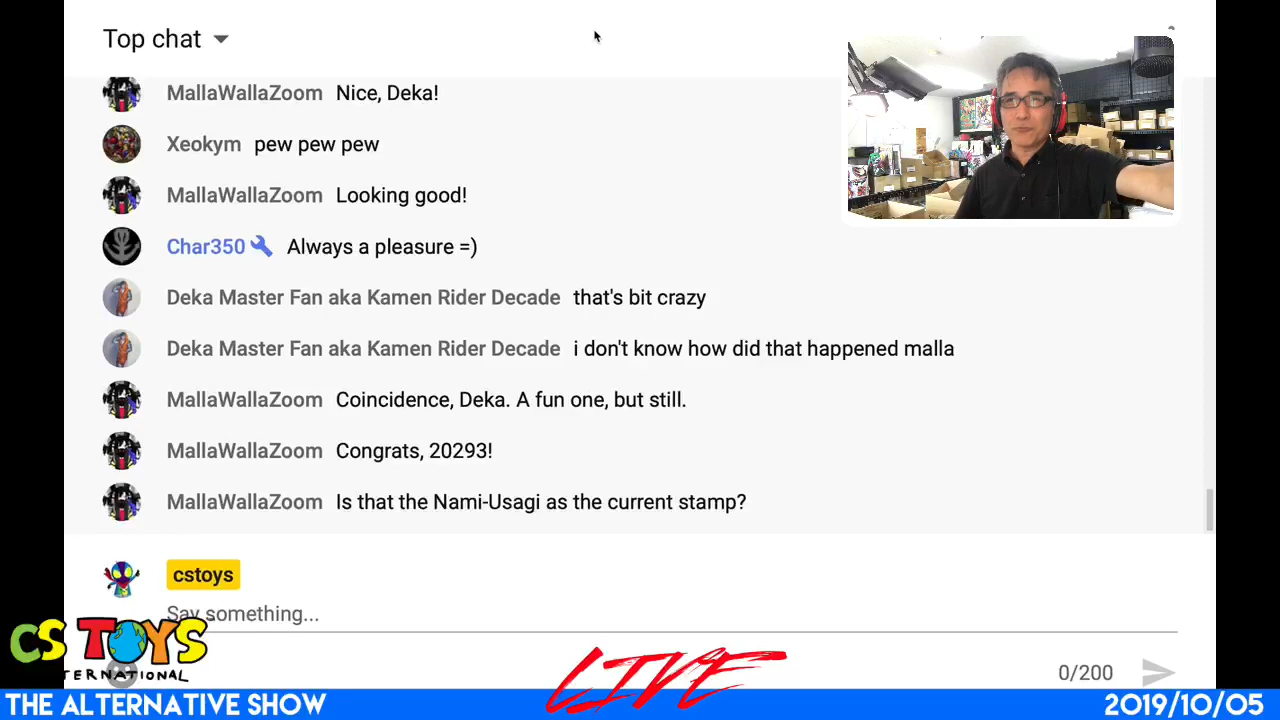 Top chat
MallaWallaZoom Nice, Deka!
Xeokym pew pew pew
MallaWallaZoom Looking good!
Char350 Always a pleasure =)
Deka Master Fan aka Kamen Rider Decade that's bit crazy
Deka Master Fan aka Kamen Rider Decade i don't know how did that happened malla
MallaWallaZoom Coincidence, Deka. A fun one, but still.
MallaWallaZoom Congrats, 20293!
MallaWallaZoom Is that the Nami-Usagi as the current stamp?
cstoys
Say something...
CS TOYS
TERNATIONAL
LIVE
0/200
THE ALTERNATIVE SHOW
2019/10/05